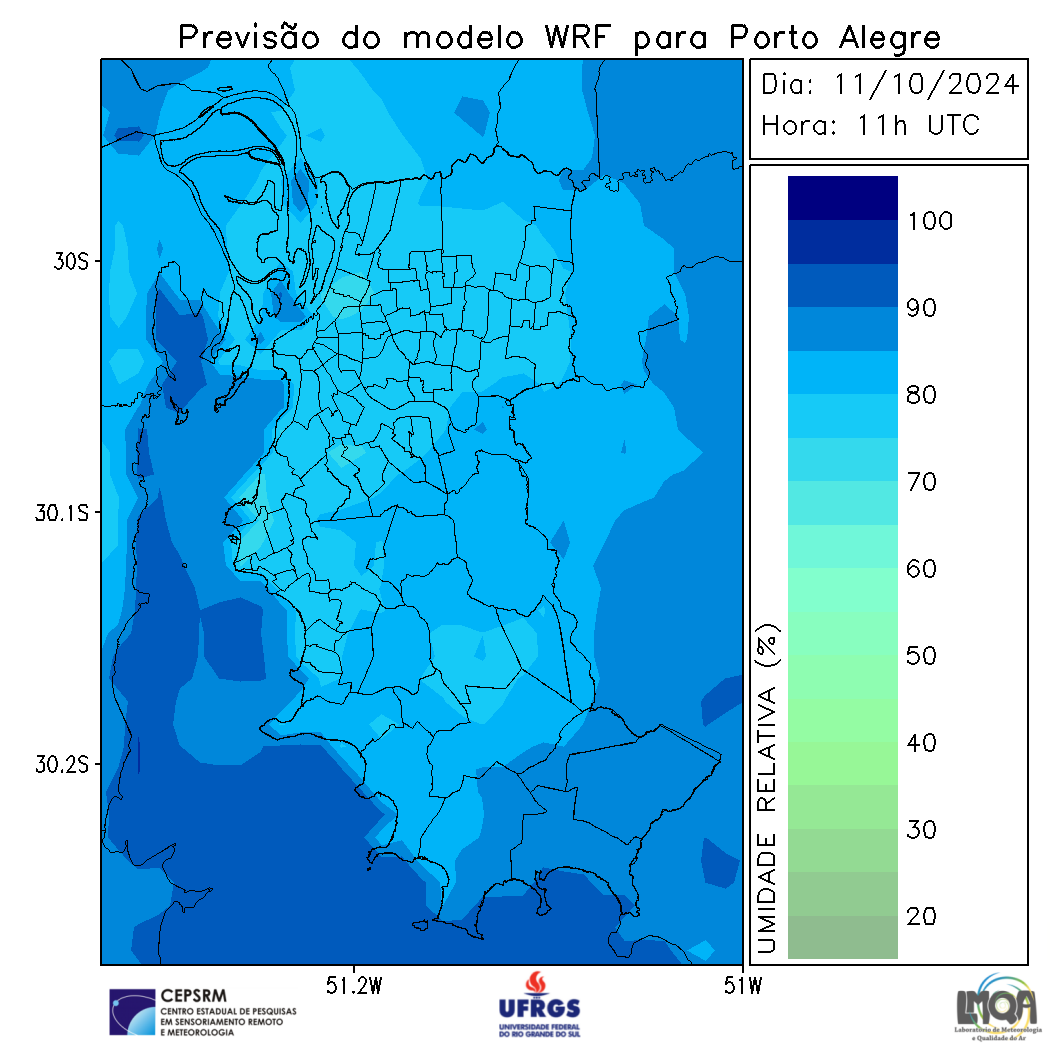 Previsão do modelo WRF para Porto Alegre
Dia: 11/10/2024
Hora: 11h UTC
100
90
80
70
60
50
40
30
20
UMIDADE RELATIVA (%)
30S
30.1S
30.2S
51.2W
51W
CEPSRM
CENTRO ESTADUAL DE PESQUISAS
EM SENSORIAMENTO REMOTO
E METEOROLOGIA
UFRGS
UNIVERSIDADE FEDERAL
DO RIO GRANDE DO SUL
LMQA
Laboratório de Meteorologia
e Qualidade do Ar